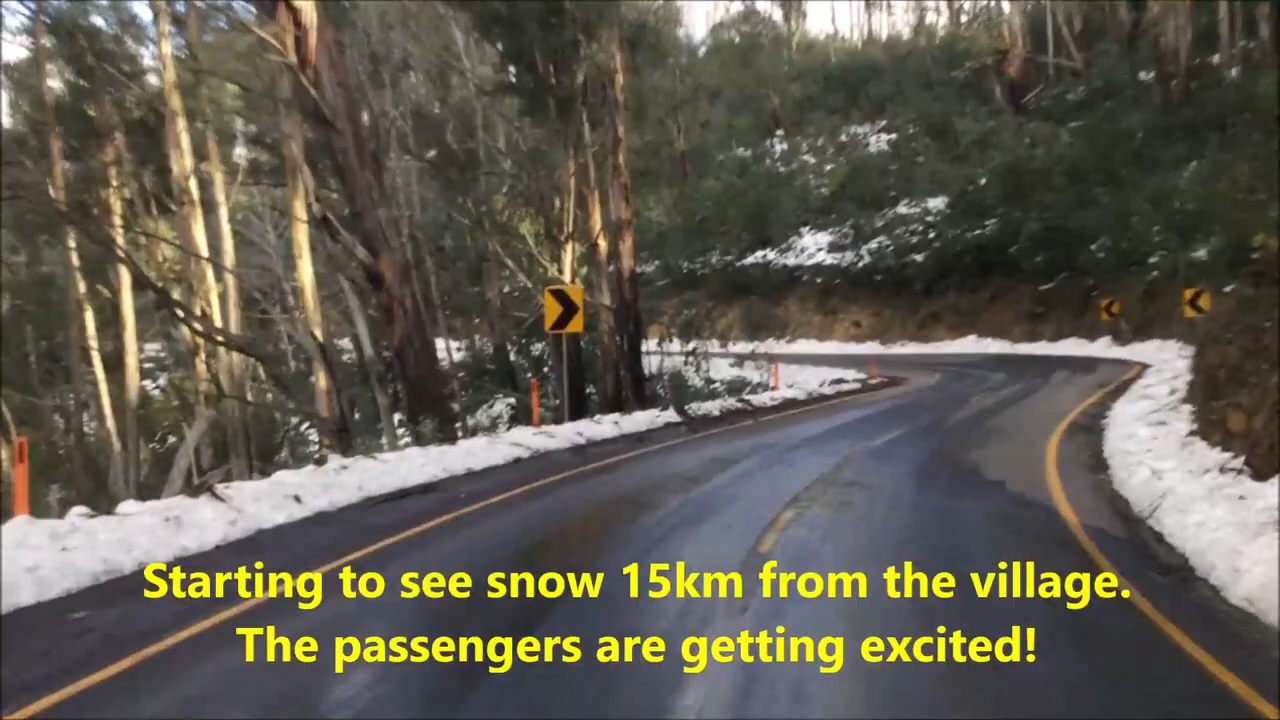 Starting to see snow 15km from the village.
The passengers are getting excited!